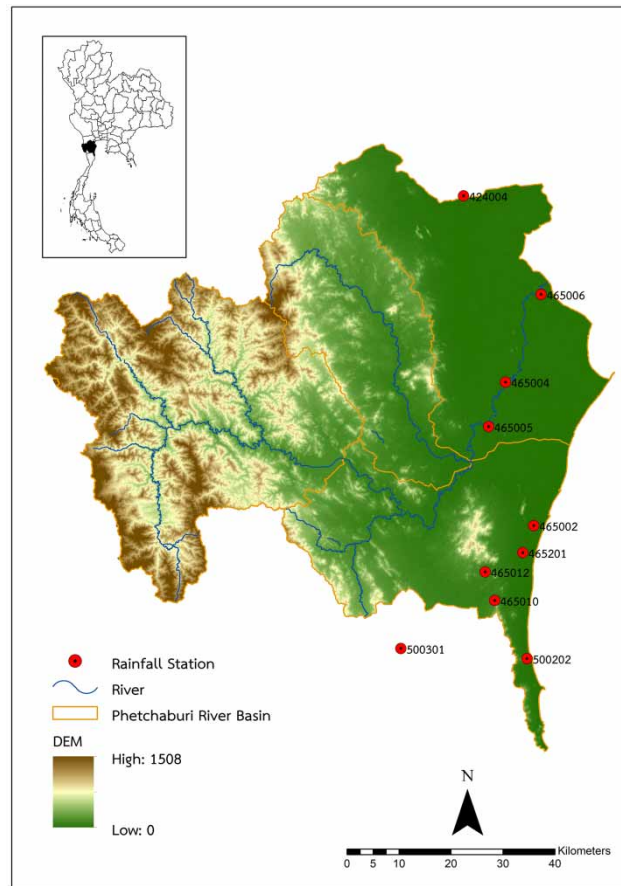 424004
465006
465004
465005
465002
465201
465012
465010
500301
500202
Rainfall Station
River
Phetchaburi River Basin
DEM
High: 1508
Low: 0
N
Kilometers
0 5 10 20 30 40